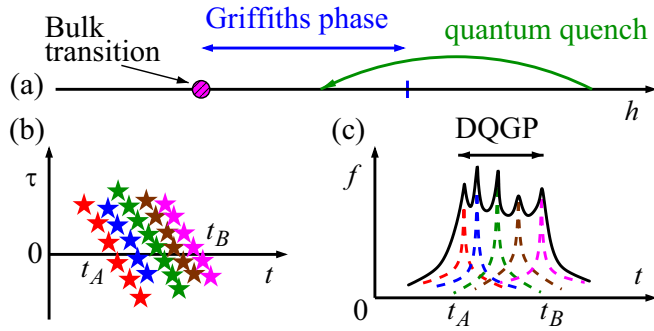 Griffiths phase
Bulk
transition
quantum quench
(a)
h
(b)
τ
0
t_A
t_B
t
(c)
DQGP
f
0
t_A
t_B
t